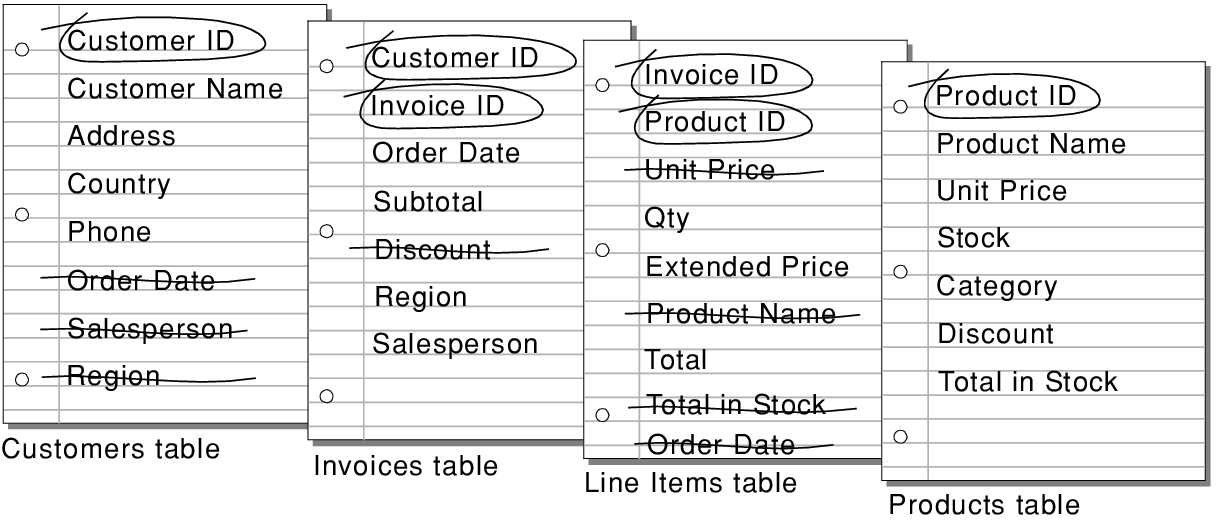 Customer ID
Customer Name
Address
Country
Phone
Order Date
Salesperson
Region
Customers table
Customer ID
Invoice ID
Order Date
Subtotal
Discount
Region
Salesperson
Invoices table
Invoice ID
Product ID
Unit Price
Qty
Extended Price
Product Name
Total
Total in Stock
Order Date
Line Items table
Product ID
Product Name
Unit Price
Stock
Category
Discount
Total in Stock
Products table